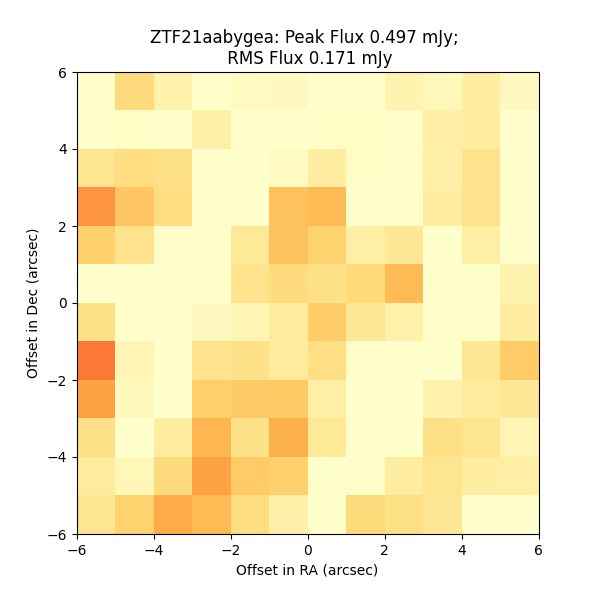 ZTF21aabygea: Peak Flux 0.497 mJy;
RMS Flux 0.171 mJy
6
4
2
0
−2
−4
−6
Offset in Dec (arcsec)
−6 −4 −2 0 2 4 6
Offset in RA (arcsec)